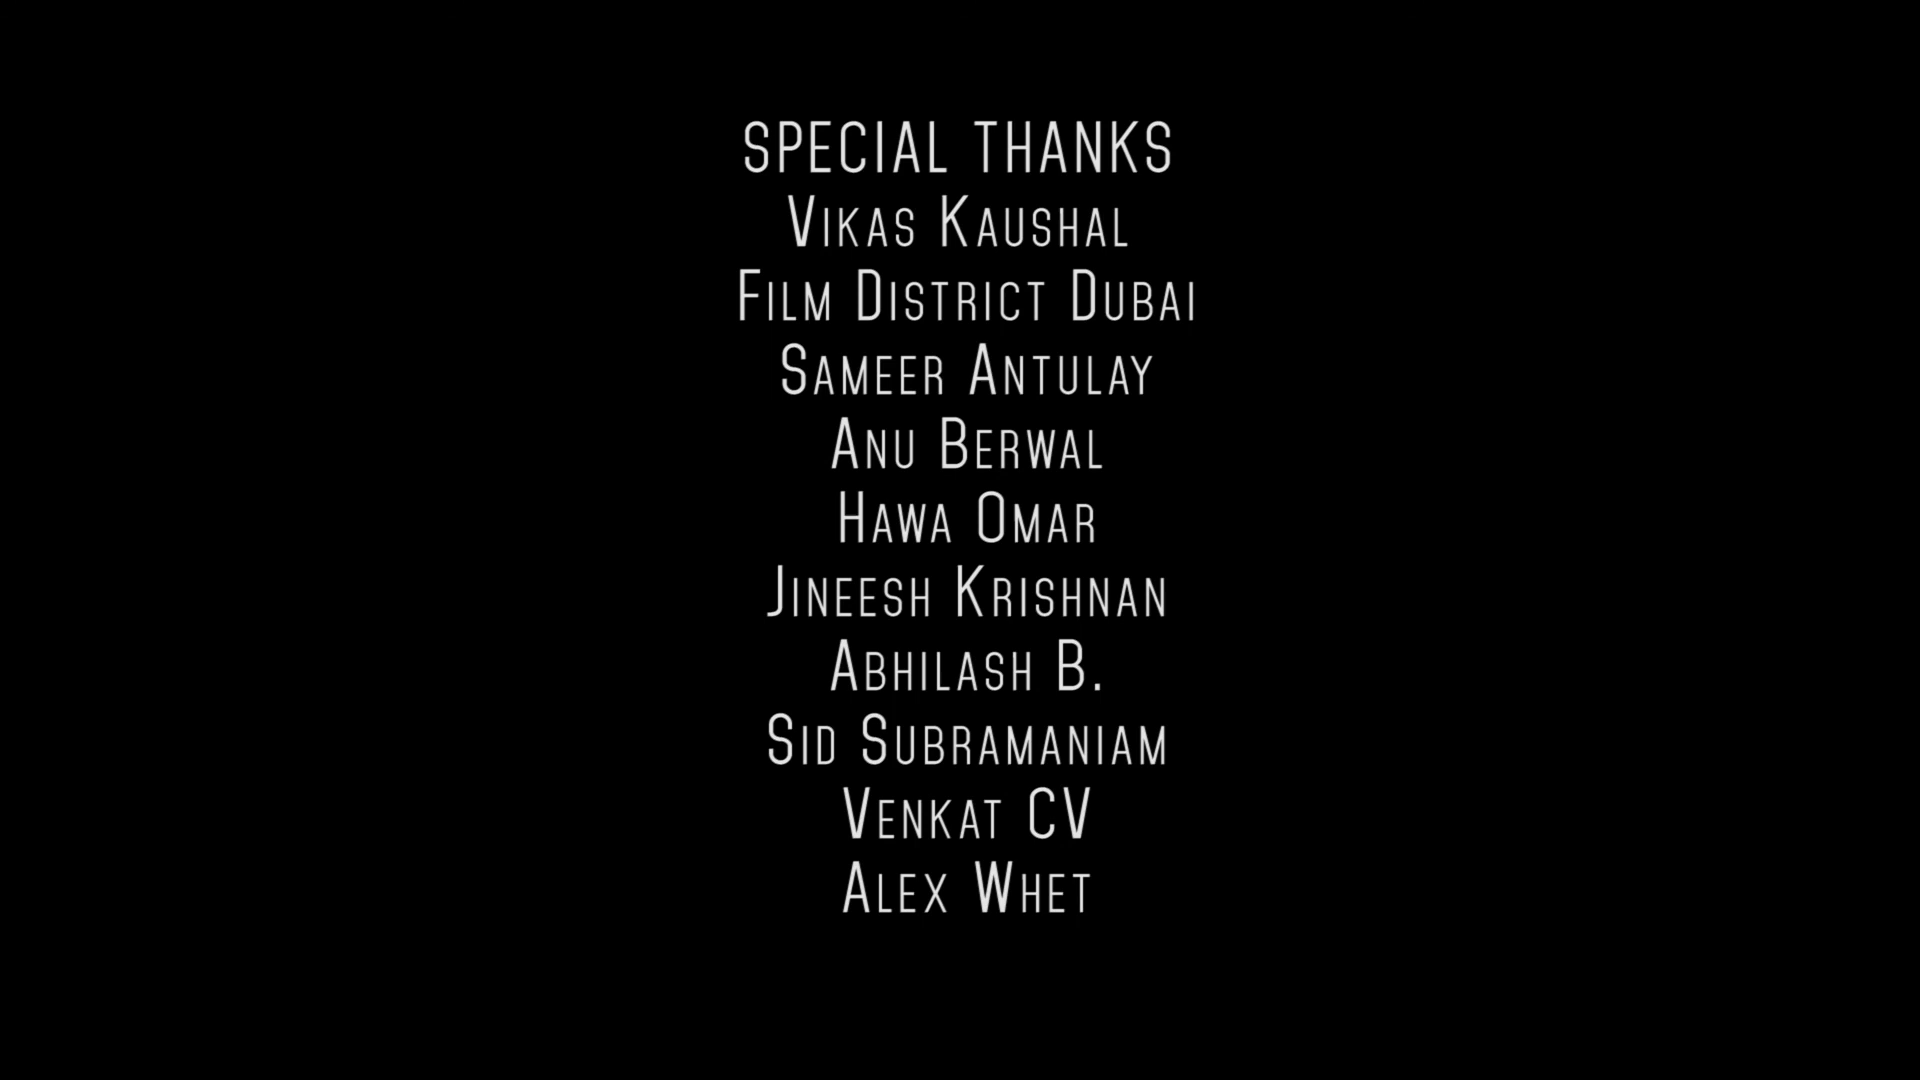 SPECIAL THANKS
Vikas Kaushal
Film District Dubai
Sameer Antulay
Anu Berwal
Hawa Omar
Jineesh Krishnan
Abhilash B.
Sid Subramaniam
Venkat CV
Alex Whet